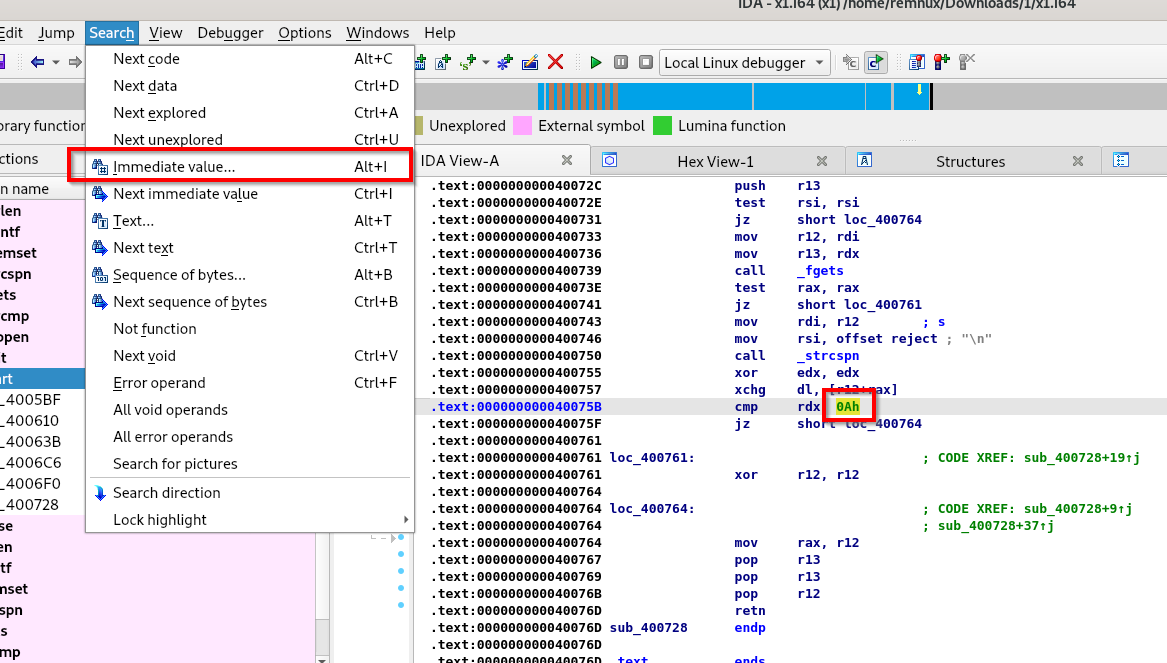 IDA - x1.i64 (x1) /home/remnux/Downloads/1/x1.i64
Edit Jump Search View Debugger Options Windows Help
Next code Alt+C
Next data Ctrl+D
Next explored Ctrl+A
Next unexplored Ctrl+U
Immediate value... Alt+I
Next immediate value Ctrl+I
Text... Alt+T
Next text Ctrl+T
Sequence of bytes... Alt+B
Next sequence of bytes Ctrl+B
Not function
Next void Ctrl+V
Error operand Ctrl+F
All void operands
All error operands
Search for pictures
Search direction
Lock highlight
Local Linux debugger
Unexplored External symbol Lumina function
IDA View-A Hex View-1 Structures
.text:000000000040072C push r13
.text:000000000040072E test rsi, rsi
.text:0000000000400731 jz short loc_400764
.text:0000000000400733 mov r12, rdi
.text:0000000000400736 mov r13, rdx
.text:0000000000400739 call _fgets
.text:000000000040073E test rax, rax
.text:0000000000400741 jz short loc_400761
.text:0000000000400743 mov rdi, r12 ; s
.text:0000000000400746 mov rsi, offset reject ; "\n"
.text:0000000000400750 call _strcspn
.text:0000000000400755 xor edx, edx
.text:0000000000400757 xchg dl, [r12+rax]
.text:000000000040075B cmp rdx 0Ah
.text:000000000040075F jz short loc_400764
.text:0000000000400761
.text:0000000000400761 loc_400761: ; CODE XREF: sub_400728+19↑j
.text:0000000000400761 xor r12, r12
.text:0000000000400764
.text:0000000000400764 loc_400764: ; CODE XREF: sub_400728+9↑j
.text:0000000000400764 ; sub_400728+37↑j
.text:0000000000400764 mov rax, r12
.text:0000000000400767 pop r13
.text:0000000000400769 pop r13
.text:000000000040076B pop r12
.text:000000000040076D retn
.text:000000000040076D sub_400728 endp
.text:000000000040076D
.text:000000000040076D _text ends
orary function
ctions
n name
len
ntf
emset
rcspn
ets
rcmp
open
it
art
_4005BF
_400610
_40063B
_4006C6
_4006F0
_400728
se
en
tf
mset
spn
s
mp